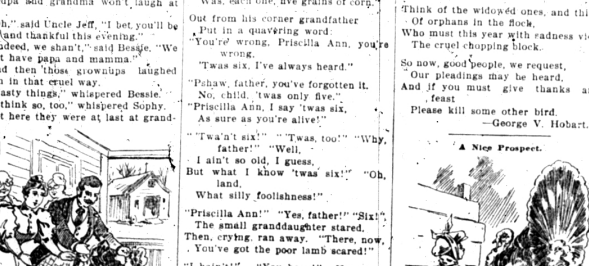 upa said grandma won't laugh at
h," said Uncle Jeff, "I bet, you'll be
and thankful this evening."
deed, we shan't," said Bessie. "We
t have papa and mamma."
nd then those grownups laughed
n in that cruel way.
asty things," whispered Bessie.
think so, too," whispered Sophy.
t here they were at last at grand-
Was, each one, five grains of corn."
Out from his corner grandfather
Put in a quavering word:
"You're wrong, Priscilla Ann, you're
wrong,
'Twas six, I've always heard."
"Pshaw, father, you've forgotten it.
No, child, 'twas only five."
"Priscilla Ann, I say 'twas six,
As sure as you're alive!"
"Twa'n't six!" "'Twas, too!" "Why,
father!" "Well,
I ain't so old, I guess,
But what I know 'twas six!" "Oh,
land,
What silly foolishness!"
"Priscilla Ann!" "Yes, father!" "Six!"
The small granddaughter stared,
Then, crying, ran away. "There, now,
You've got the poor lamb scared!"
Think of the widowed ones, and thi
Of orphans in the flock,
Who must this year with radness vi
The cruel chopping block.
So now, good people, we request,
Our pleadings may be heard,
And if you must give thanks a
feast
Please kill some other bird.
—George V. Hobart.
A Nice Prospect.